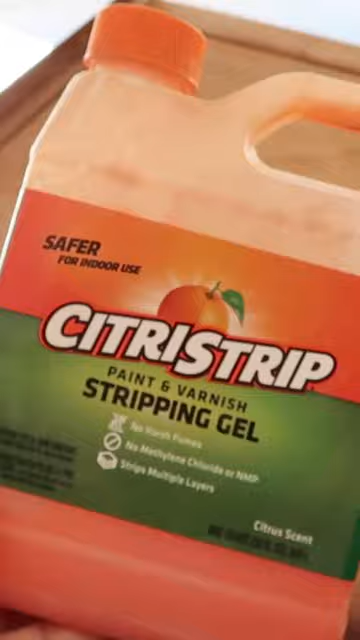 SAFER
FOR INDOOR USE
CITRISTRIP
PAINT & VARNISH
STRIPPING GEL
No Harsh Fumes
No Methylene Chloride or NMP
Strips Multiple Layers
Citrus Scent